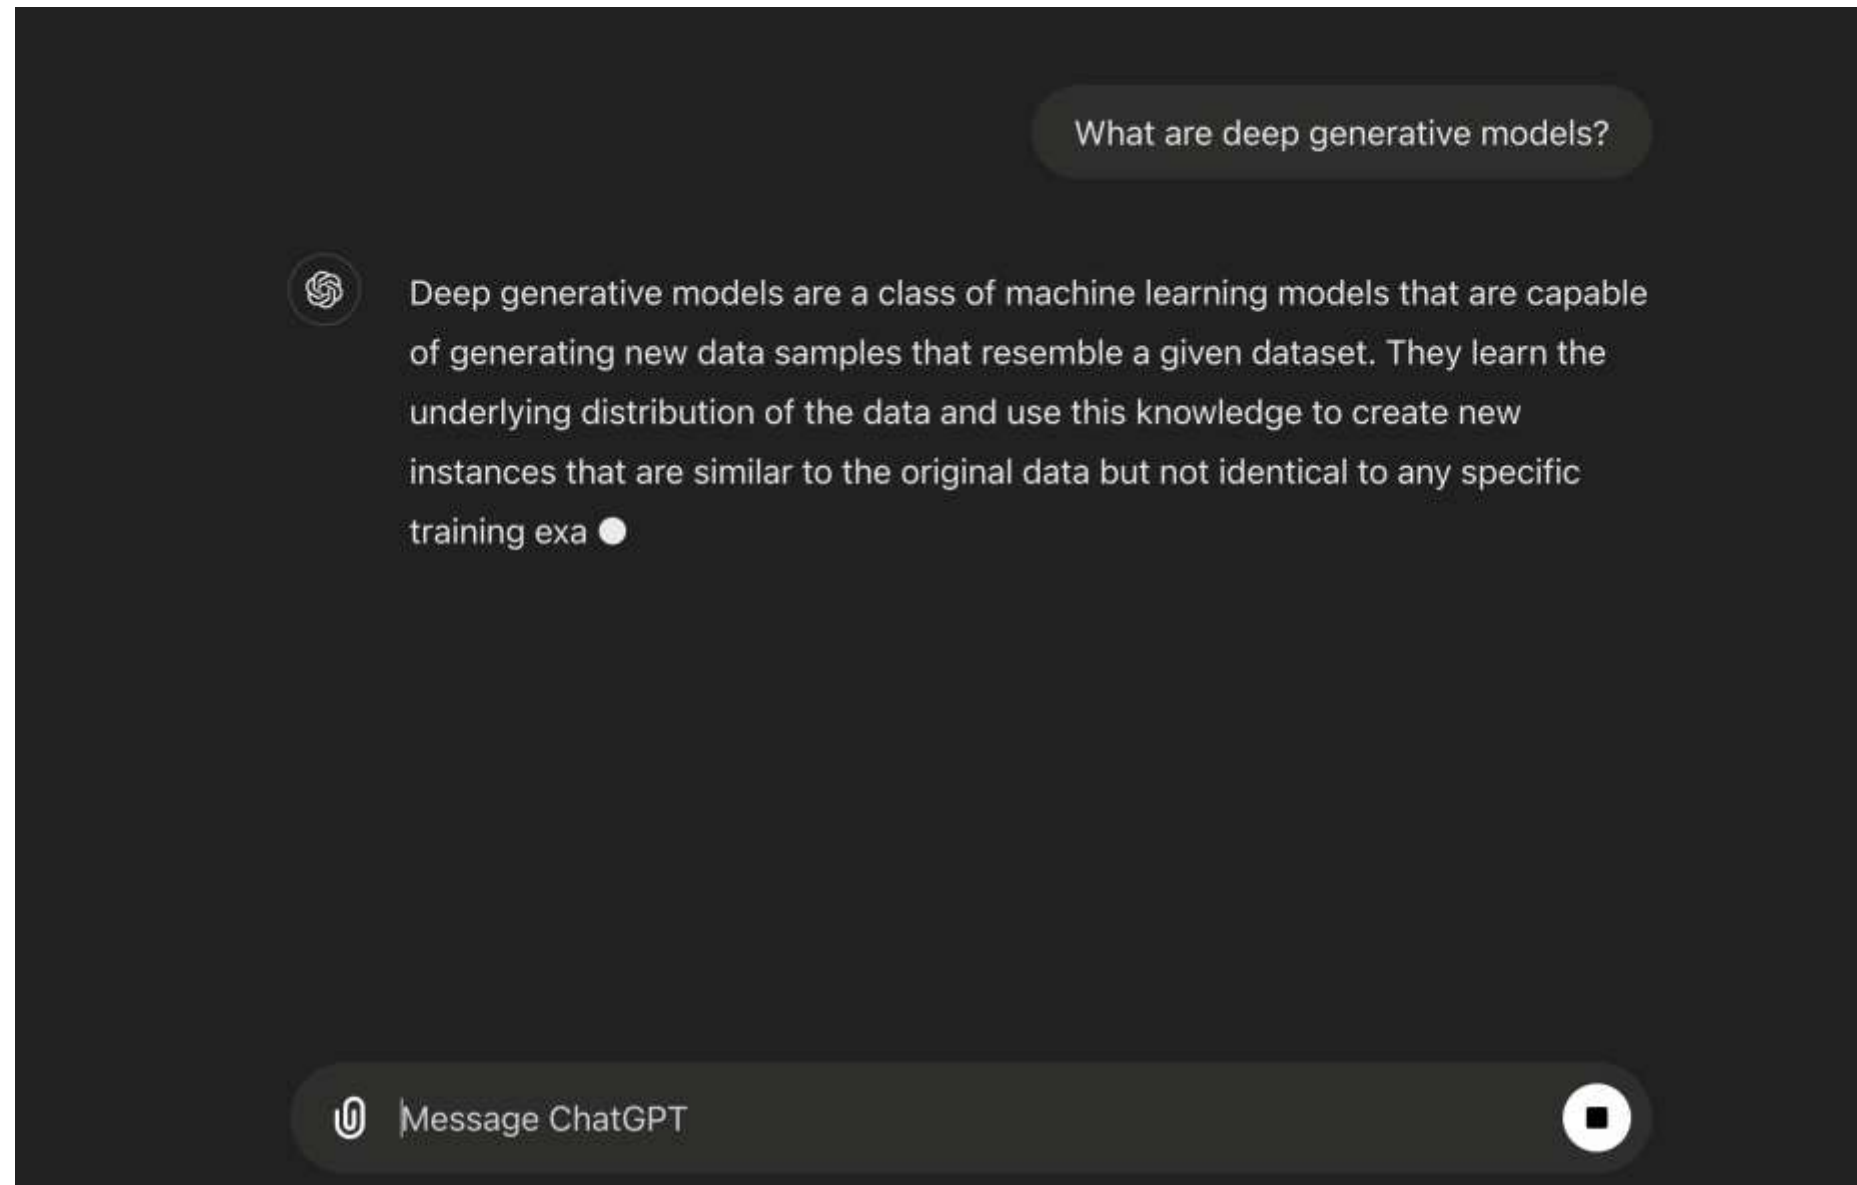 What are deep generative models?
Deep generative models are a class of machine learning models that are capable
of generating new data samples that resemble a given dataset. They learn the
underlying distribution of the data and use this knowledge to create new
instances that are similar to the original data but not identical to any specific
training exa
Message ChatGPT